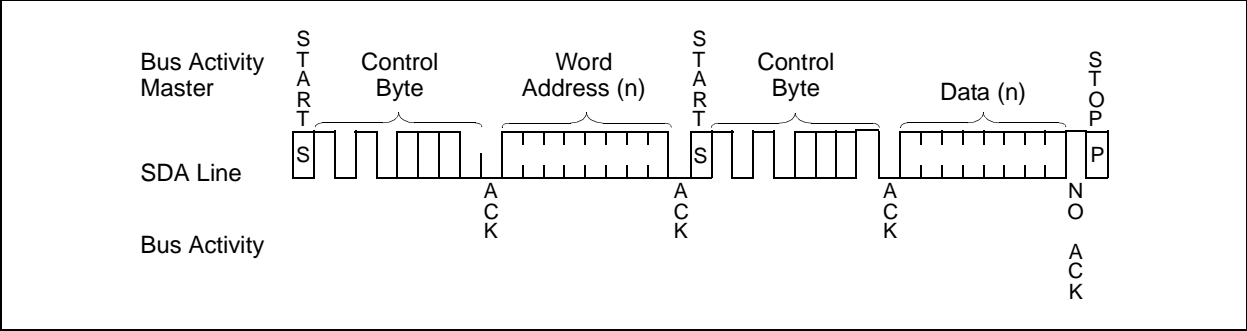 Bus Activity
Master
START
Control
Byte
Word
Address (n)
START
Control
Byte
Data (n)
STOP
SDA Line
S
S
P
ACK
ACK
ACK
NO ACK
Bus Activity